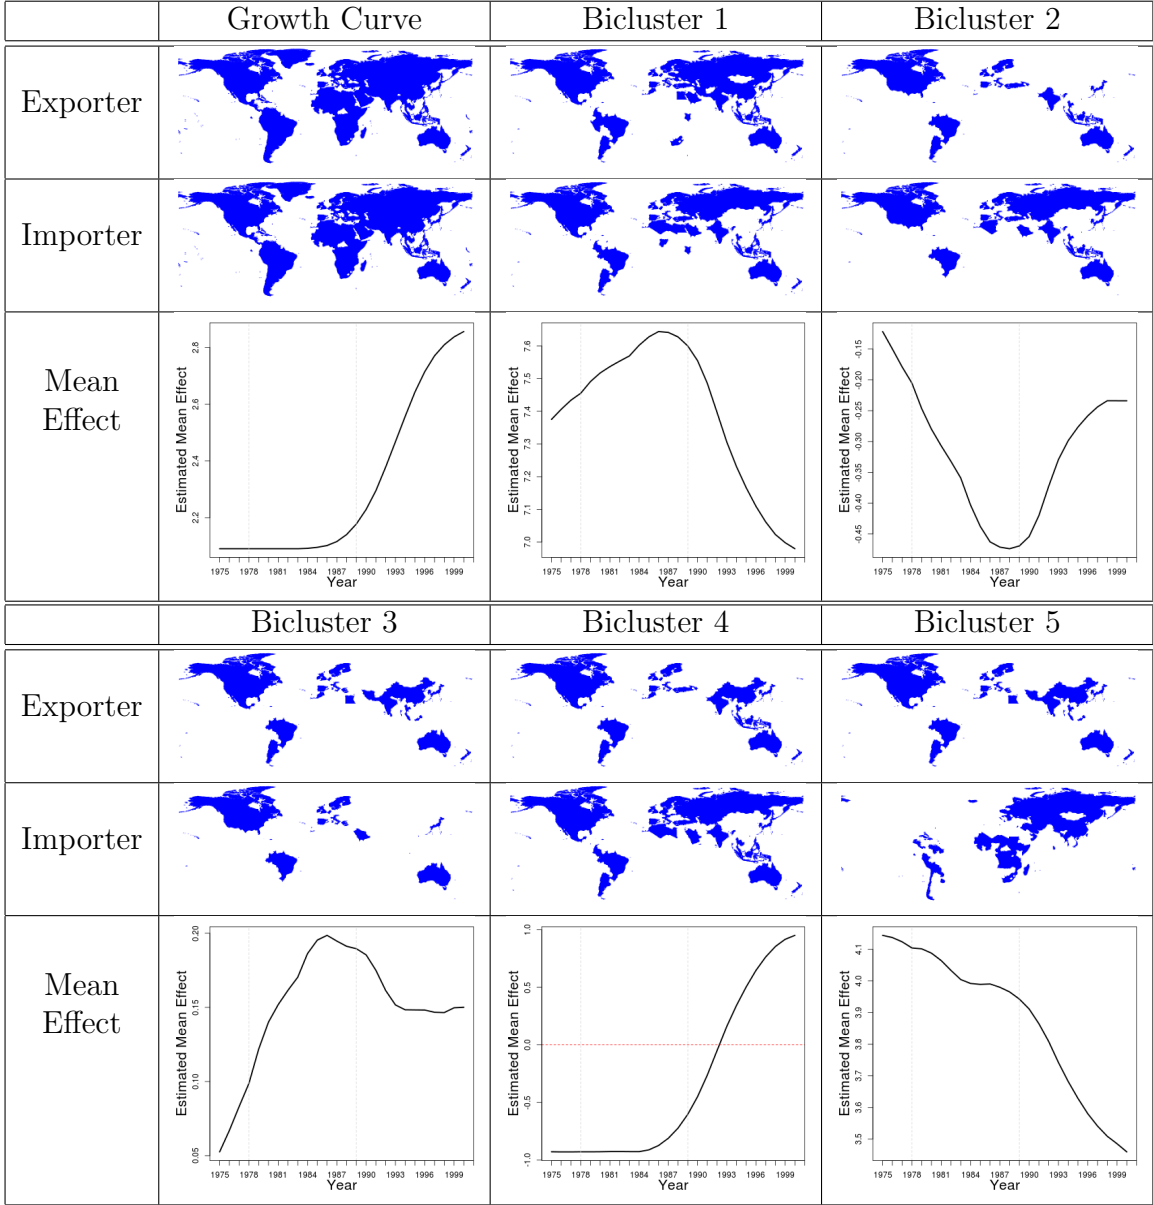 Growth Curve Bicluster 1 Bicluster 2
Exporter
Importer
Mean
Effect
Estimated Mean Effect
2.2 2.4 2.6 2.8
1975 1978 1981 1984 1987 1990 1993 1996 1999
Year
Estimated Mean Effect
7.0 7.1 7.2 7.3 7.4 7.5 7.6
1975 1978 1981 1984 1987 1990 1993 1996 1999
Year
Estimated Mean Effect
-0.45 -0.40 -0.35 -0.30 -0.25 -0.20 -0.15
1975 1978 1981 1984 1987 1990 1993 1996 1999
Year
Bicluster 3 Bicluster 4 Bicluster 5
Exporter
Importer
Mean
Effect
Estimated Mean Effect
0.05 0.10 0.15 0.20
1975 1978 1981 1984 1987 1990 1993 1996 1999
Year
Estimated Mean Effect
-1.0 -0.5 0.0 0.5 1.0
1975 1978 1981 1984 1987 1990 1993 1996 1999
Year
Estimated Mean Effect
3.5 3.6 3.7 3.8 3.9 4.0 4.1
1975 1978 1981 1984 1987 1990 1993 1996 1999
Year